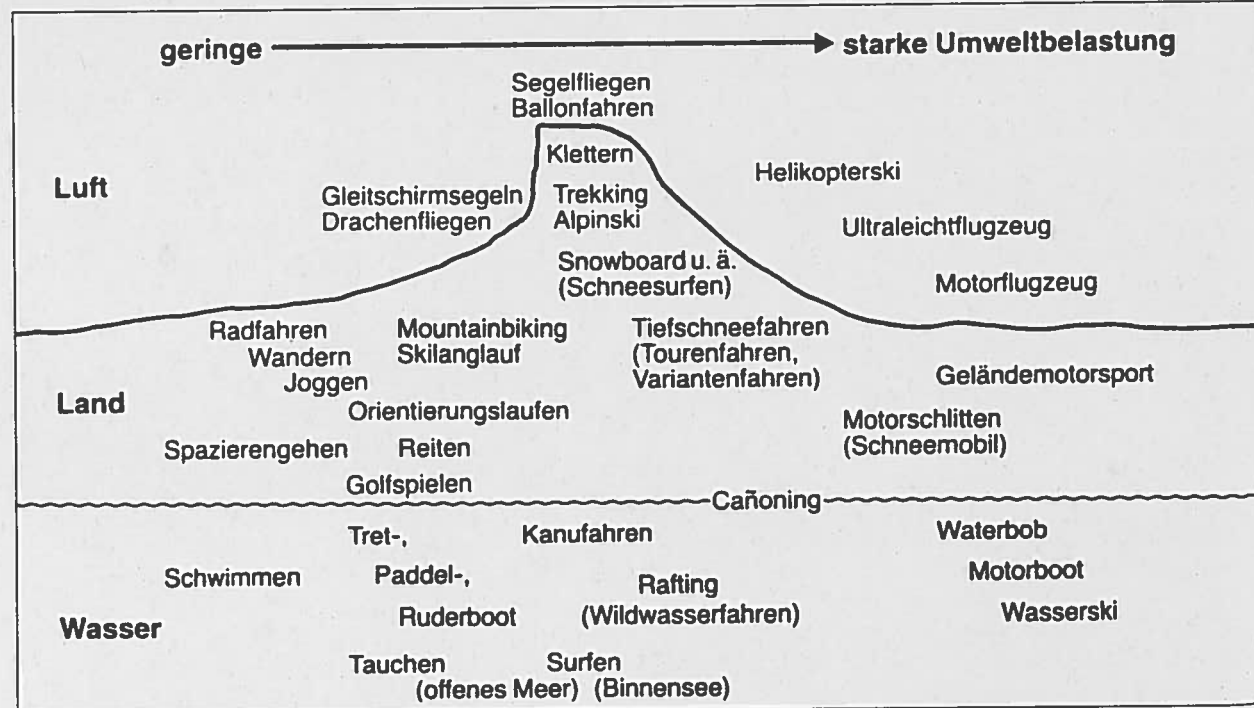 geringe
starke Umweltbelastung
Segelfliegen
Ballonfahren
Klettern
Helikopterski
Luft
Gleitschirmsegeln
Drachenfliegen
Trekking
Alpinski
Ultraleichtflugzeug
Snowboard u. ä.
(Schneesurfen)
Motorflugzeug
Radfahren
Wandern
Joggen
Mountainbiking
Skilanglauf
Tiefschneefahren
(Tourenfahren,
Variantenfahren)
Geländemotorsport
Land
Orientierungslaufen
Motorschlitten
(Schneemobil)
Spazierengehen
Reiten
Golfspielen
Cañoning
Tret-,
Kanufahren
Waterbob
Schwimmen
Paddel-,
Rafting
(Wildwasserfahren)
Motorboot
Ruderboot
Wasserski
Wasser
Tauchen
(offenes Meer)
Surfen
(Binnensee)